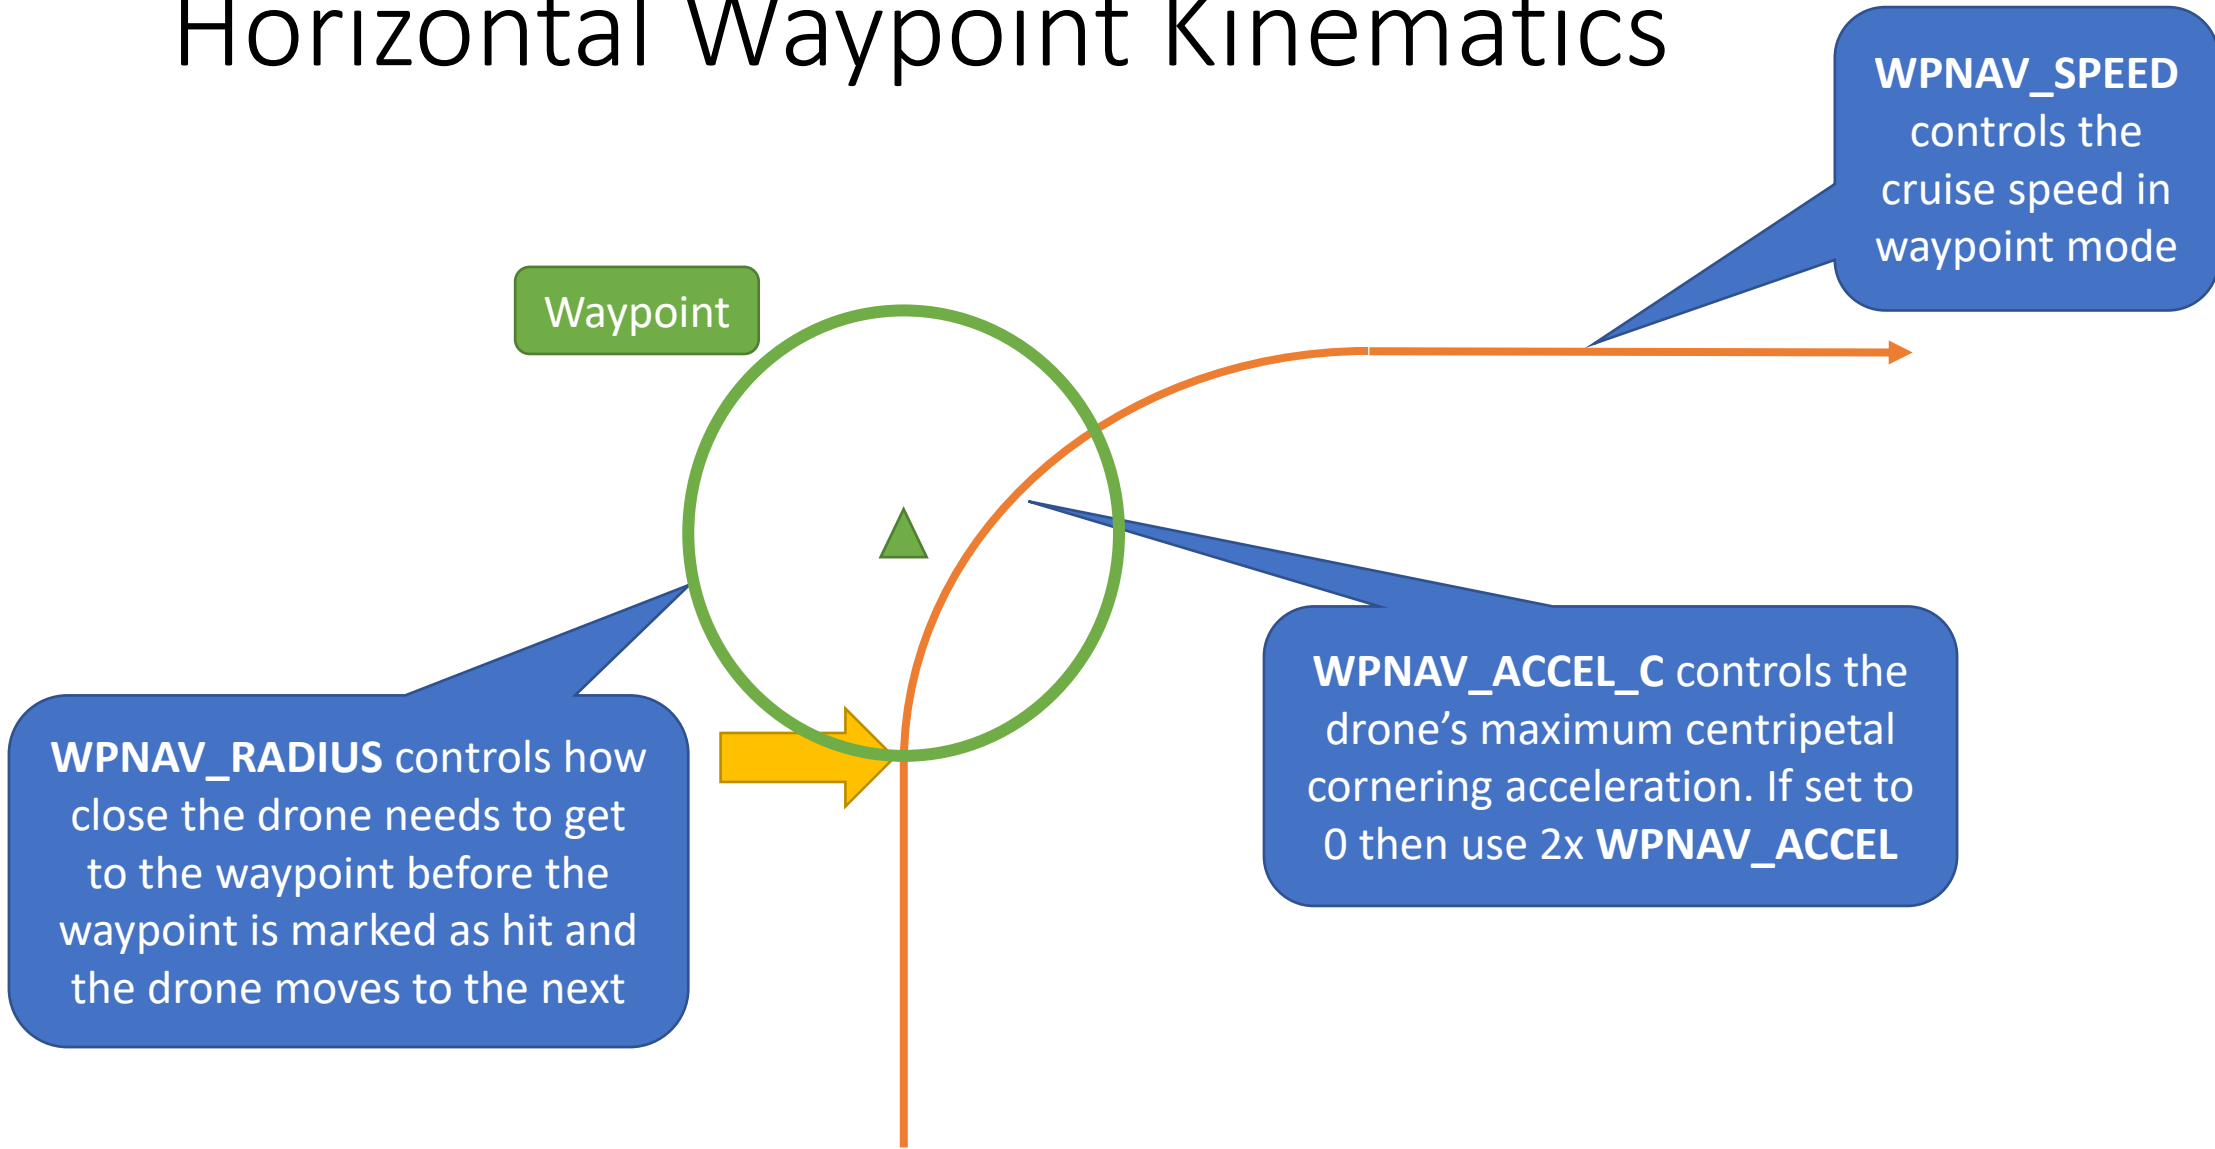 Horizontal Waypoint Kinematics
WPNAV_SPEED
controls the
cruise speed in
waypoint mode
Waypoint
WPNAV_ACCEL_C controls the
drone’s maximum centripetal
cornering acceleration. If set to
0 then use 2x WPNAV_ACCEL
WPNAV_RADIUS controls how
close the drone needs to get
to the waypoint before the
waypoint is marked as hit and
the drone moves to the next